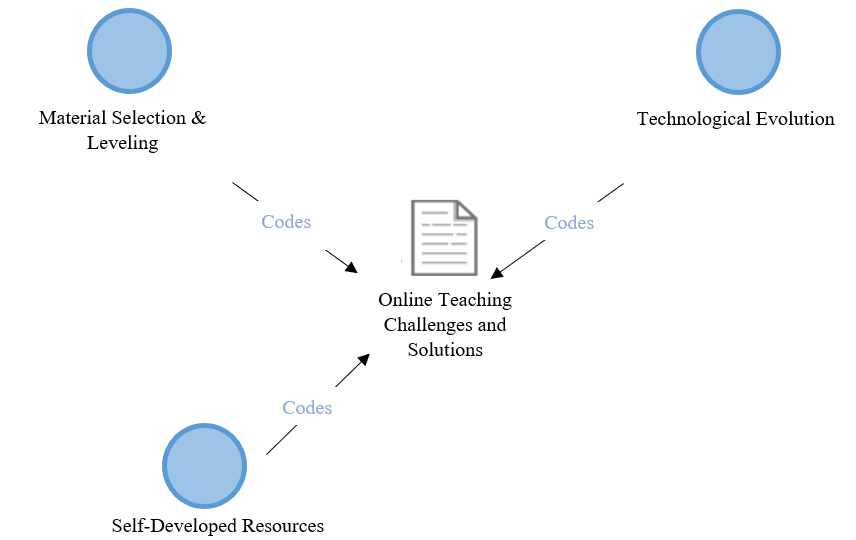 Material Selection &
Leveling
Technological Evolution
Codes
Codes
Online Teaching
Challenges and
Solutions
Codes
Self-Developed Resources